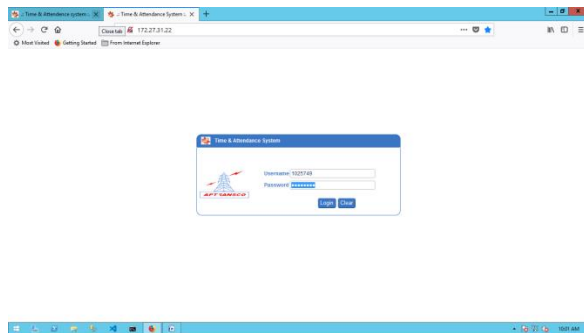 :: Time & Attendance system ::
:: Time & Attendance System ::
Close tab
172.27.31.22
Most Visited
Getting Started
From Internet Explorer
Time & Attendance System
Username 1025749
Password
APTRANSCO
Login
Clear
10:01 AM